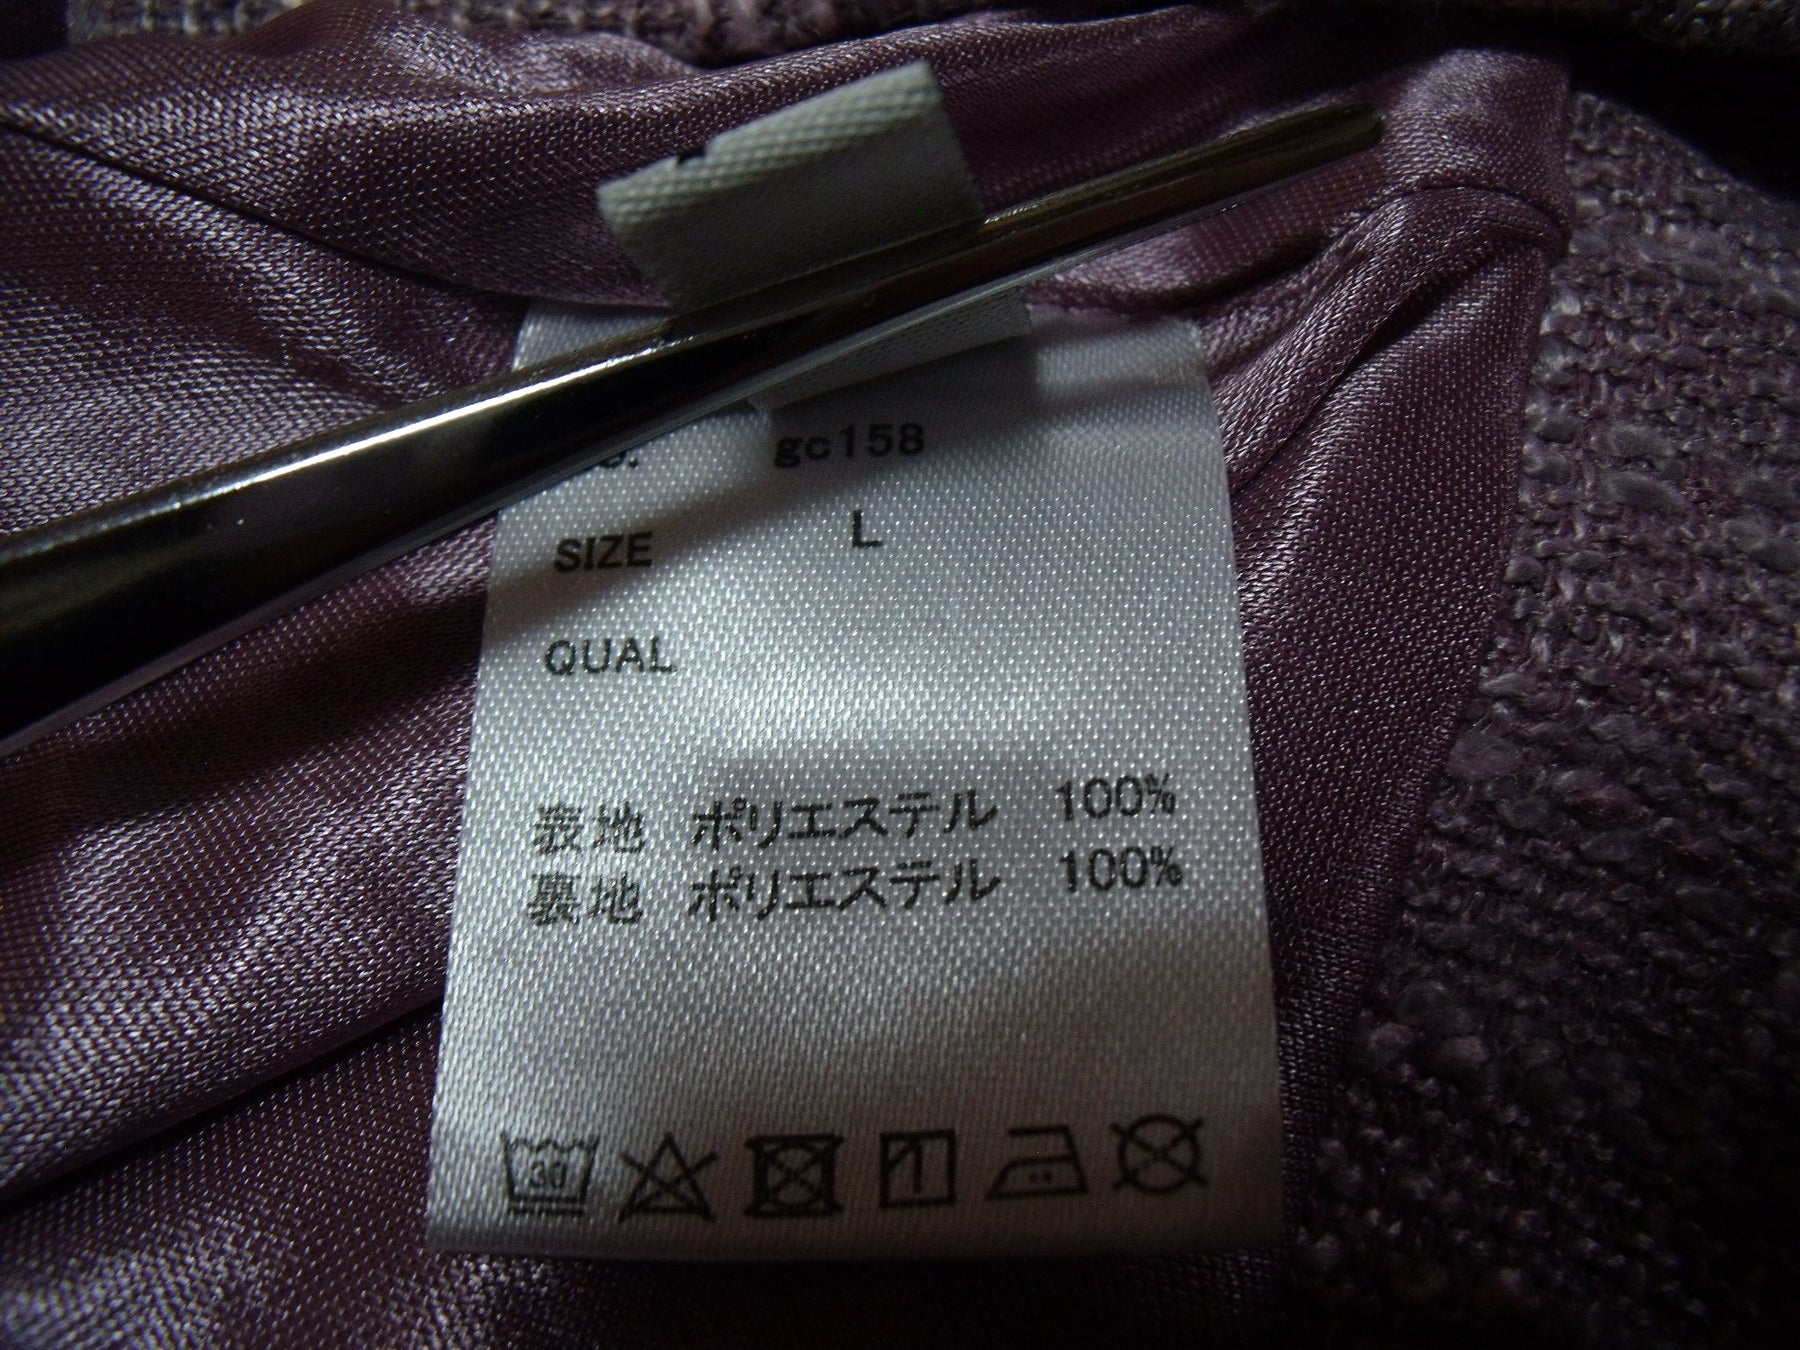 gc158
SIZE L
QUAL
表地 ポリエステル 100%
裏地 ポリエステル 100%
30